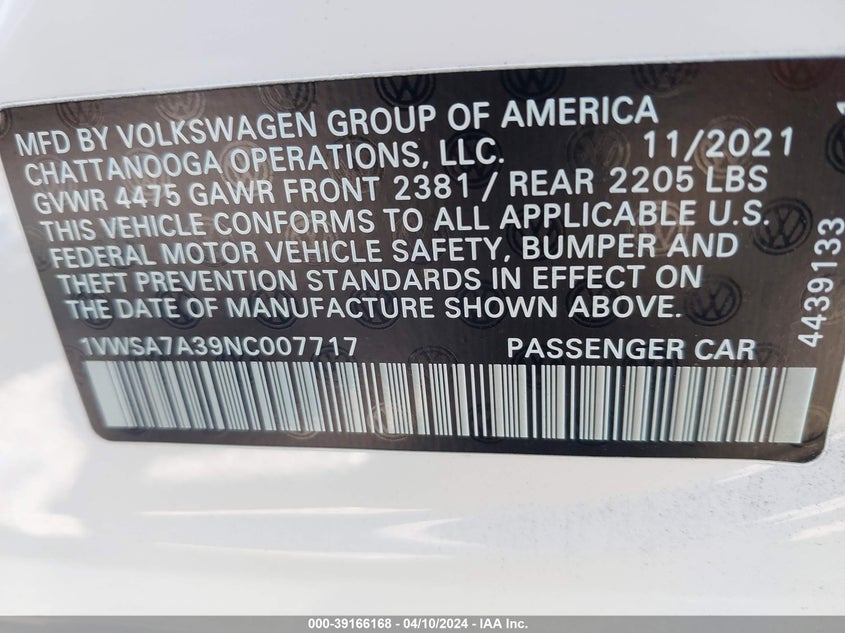 MFD BY VOLKSWAGEN GROUP OF AMERICA
CHATTANOOGA OPERATIONS, LLC. 11/2021
GVWR 4475 GAWR FRONT 2381 / REAR 2205 LBS
THIS VEHICLE CONFORMS TO ALL APPLICABLE U.S.
FEDERAL MOTOR VEHICLE SAFETY, BUMPER AND
THEFT PREVENTION STANDARDS IN EFFECT ON
THE DATE OF MANUFACTURE SHOWN ABOVE.
1VWSA7A39NC007717 PASSENGER CAR
4439133 1
000-39166168 - 04/10/2024 - IAA Inc.